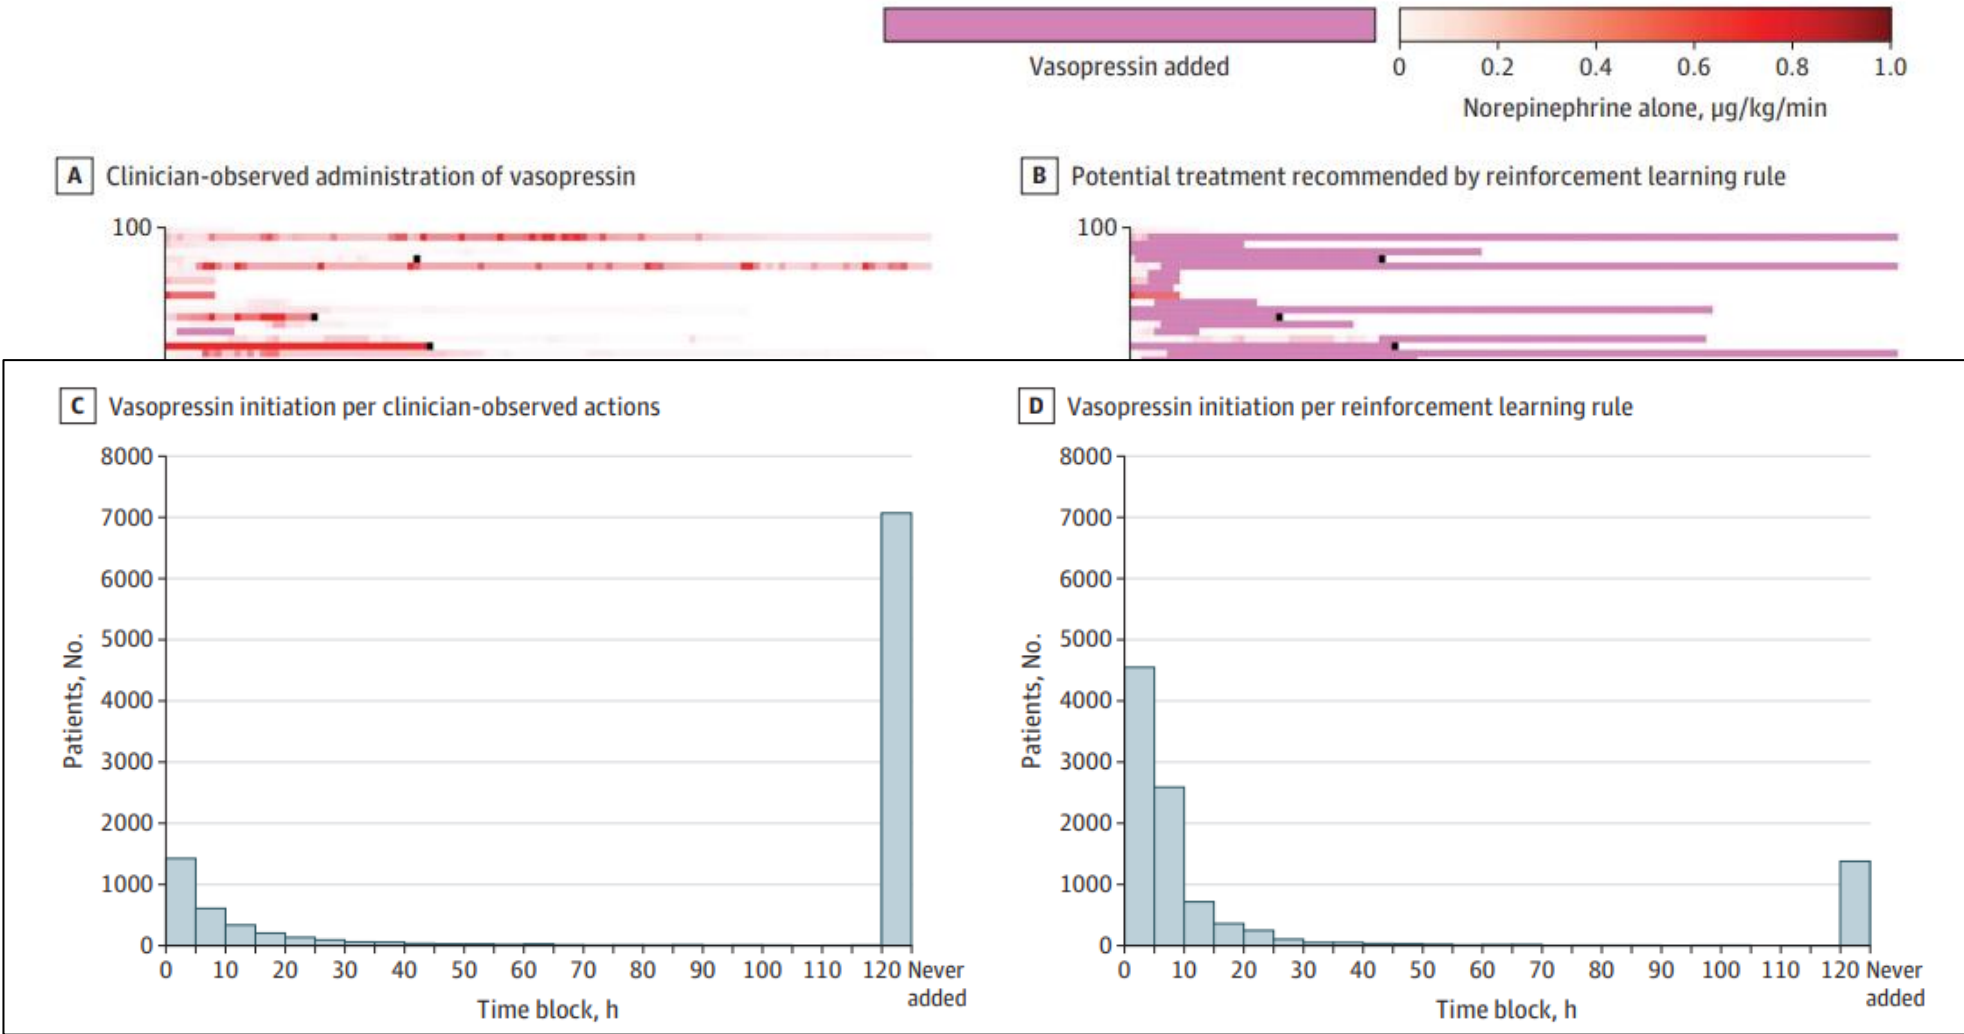 Vasopressin added
0 0.2 0.4 0.6 0.8 1.0
Norepinephrine alone, µg/kg/min
A Clinician-observed administration of vasopressin
100
B Potential treatment recommended by reinforcement learning rule
100
C Vasopressin initiation per clinician-observed actions
8000
7000
6000
5000
4000
3000
2000
1000
0
Patients, No.
0 10 20 30 40 50 60 70 80 90 100 110 120 Never
added
Time block, h
D Vasopressin initiation per reinforcement learning rule
8000
7000
6000
5000
4000
3000
2000
1000
0
Patients, No.
0 10 20 30 40 50 60 70 80 90 100 110 120 Never
added
Time block, h